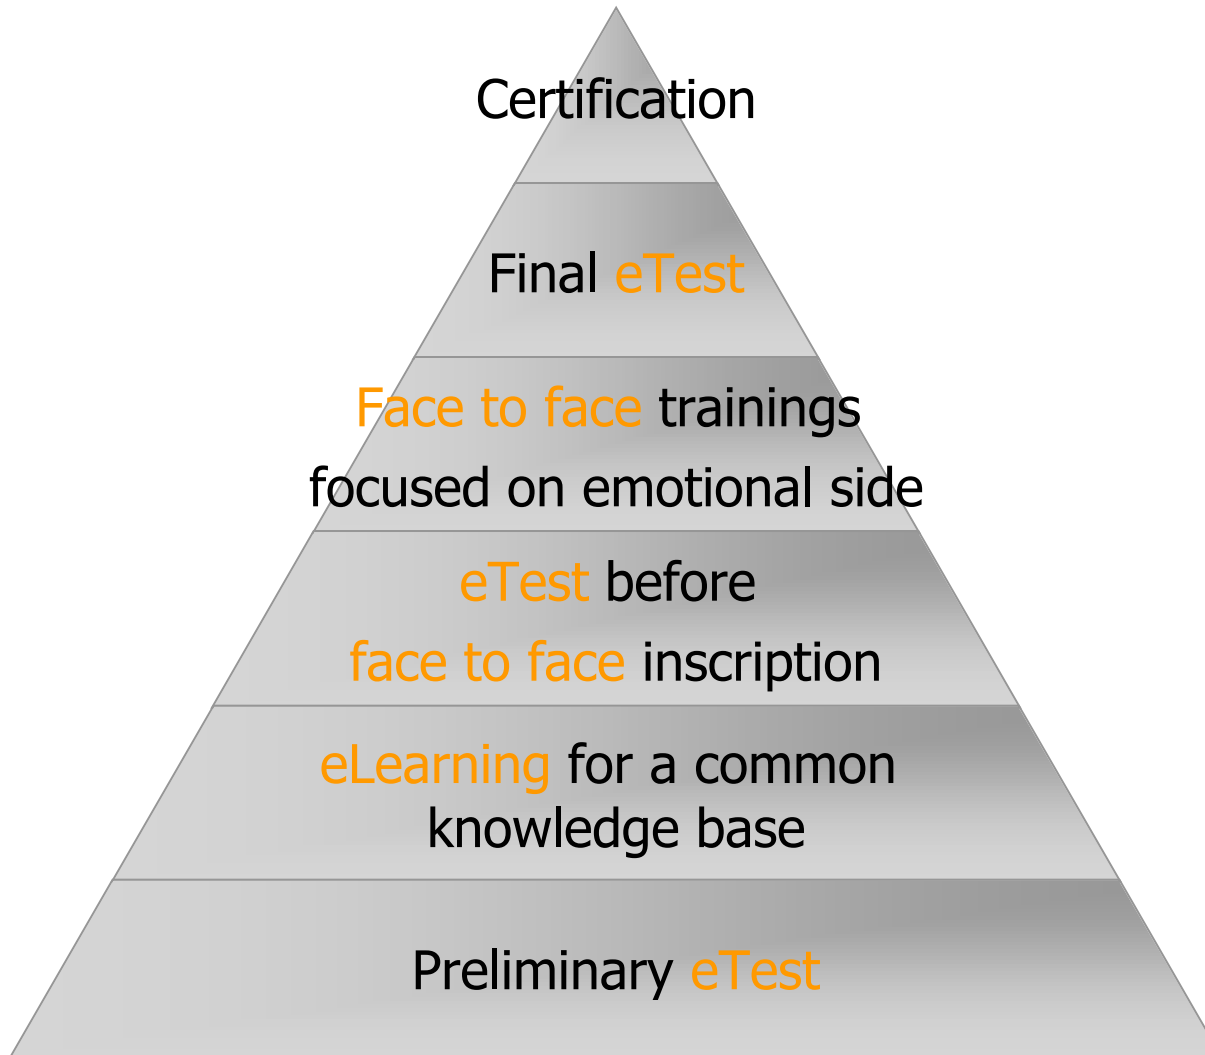 Certification
Final eTest
Face to face trainings
focused on emotional side
eTest before
face to face inscription
eLearning for a common
knowledge base
Preliminary eTest